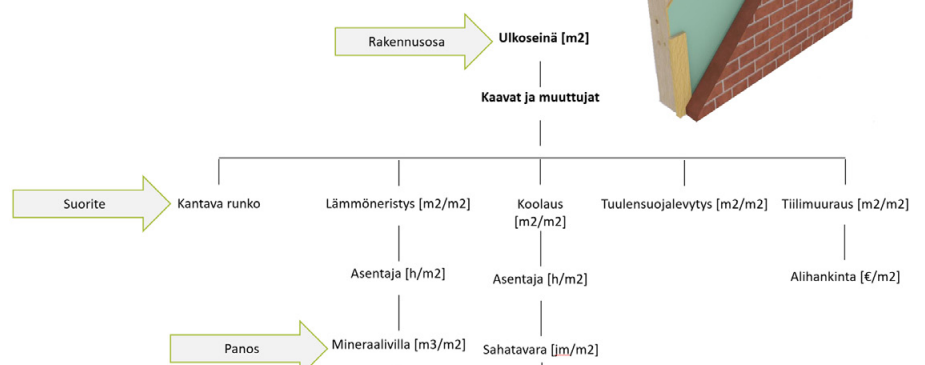 Rakennusosa
Ulkoseinä [m2]
Kaavat ja muuttujat
Suorite
Kantava runko
Lämmöneristys [m2/m2]
Koolaus
[m2/m2]
Tuulensuojalevytys [m2/m2]
Tiilimuuraus [m2/m2]
Asentaja [h/m2]
Asentaja [h/m2]
Alihankinta [€/m2]
Panos
Mineraalivilla [m3/m2]
Sahatavara [jm/m2]